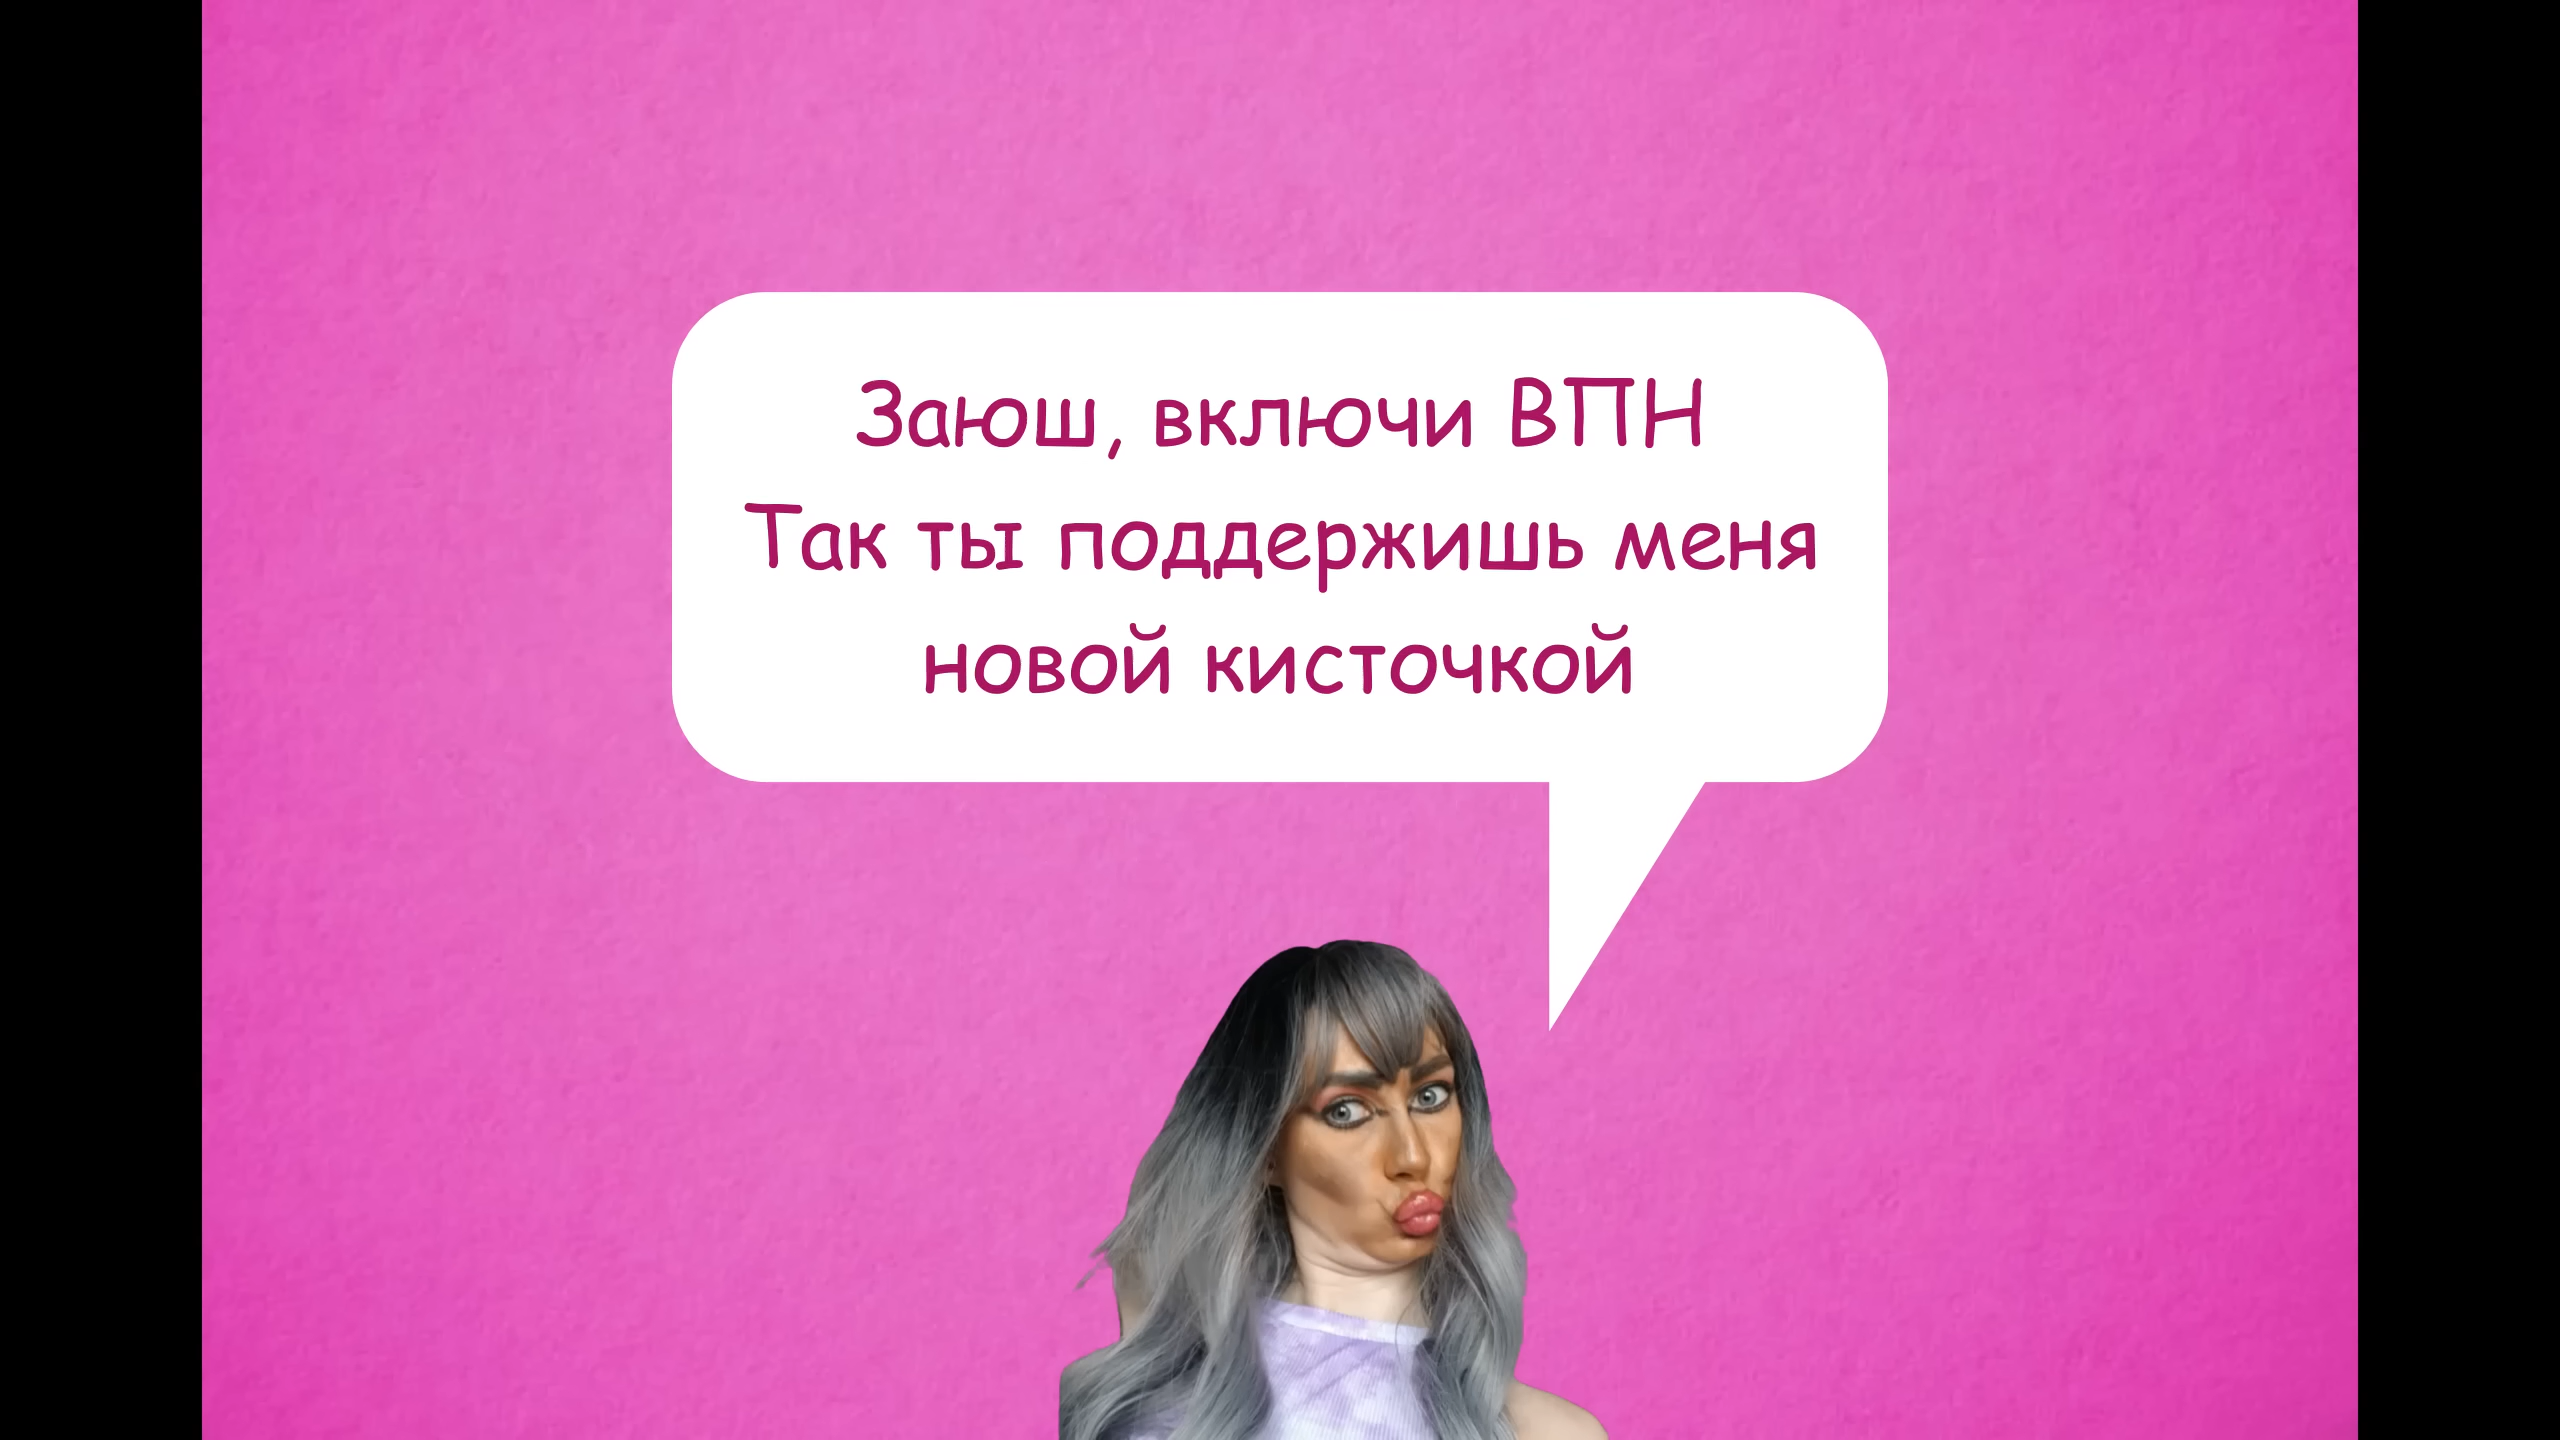 Заюш, включи ВПН
Так ты поддержишь меня
новой кисточкой